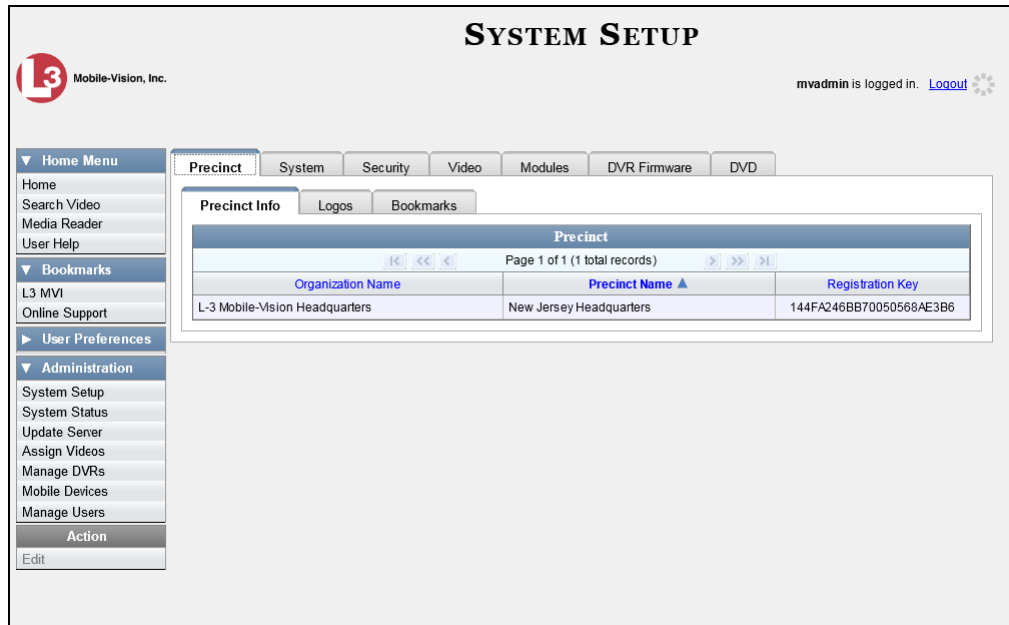 SYSTEM SETUP
L3 Mobile-Vision, Inc.
mvadmin is logged in. Logout
▼ Home Menu
Home
Search Video
Media Reader
User Help
▼ Bookmarks
L3 MVI
Online Support
▶ User Preferences
▼ Administration
System Setup
System Status
Update Server
Assign Videos
Manage DVRs
Mobile Devices
Manage Users
Action
Edit
Precinct System Security Video Modules DVR Firmware DVD
Precinct Info Logos Bookmarks
Precinct
|< << < Page 1 of 1 (1 total records) > >> >|
Organization Name Precinct Name ▲ Registration Key
L-3 Mobile-Vision Headquarters New Jersey Headquarters 144FA246BB70050568AE3B6